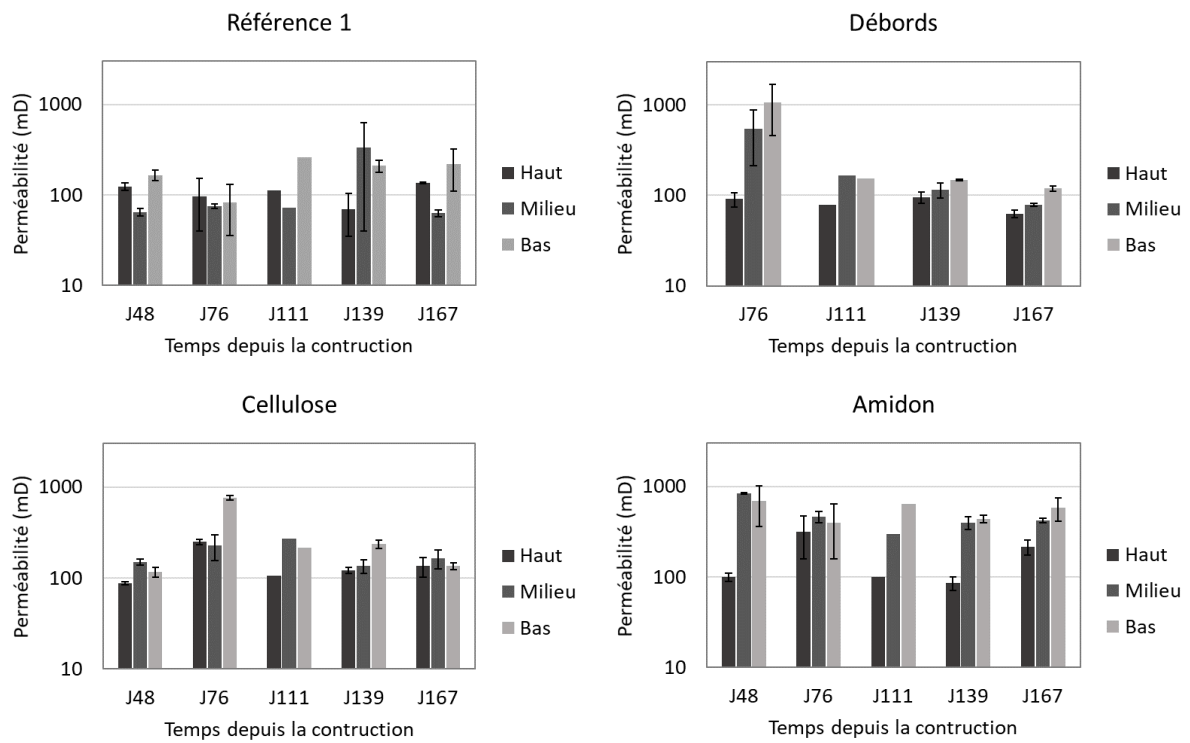 Référence 1
Perméabilité (mD)
1000
100
10
J48 J76 J111 J139 J167
Temps depuis la contruction
Haut
Milieu
Bas
Débords
Perméabilité (mD)
1000
100
10
J76 J111 J139 J167
Temps depuis la contruction
Haut
Milieu
Bas
Cellulose
Perméabilité (mD)
1000
100
10
J48 J76 J111 J139 J167
Temps depuis la contruction
Haut
Milieu
Bas
Amidon
Perméabilité (mD)
1000
100
10
J48 J76 J111 J139 J167
Temps depuis la contruction
Haut
Milieu
Bas